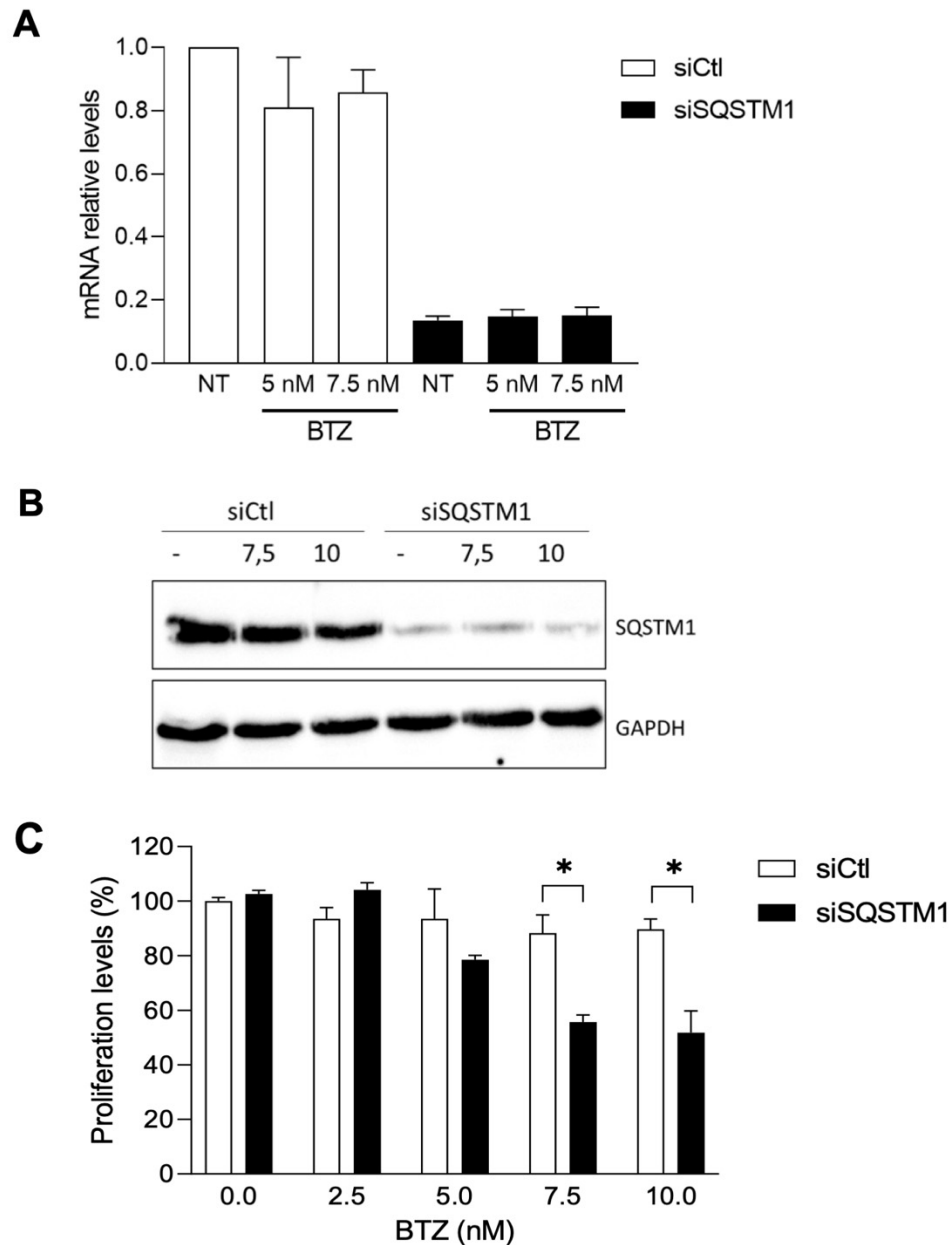 A
mRNA relative levels
1.0
0.8
0.6
0.4
0.2
0.0
siCtl
siSQSTM1
NT 5 nM 7.5 nM NT 5 nM 7.5 nM
BTZ BTZ
B
siCtl siSQSTM1
- 7,5 10 - 7,5 10
SQSTM1
GAPDH
C
Proliferation levels (%)
120
100
80
60
40
20
0
* *
siCtl
siSQSTM1
0.0 2.5 5.0 7.5 10.0
BTZ (nM)